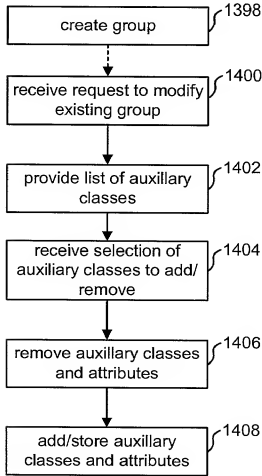 create group
1398
receive request to modify
existing group
1400
provide list of auxillary
classes
1402
receive selection of
auxiliary classes to add/
remove
1404
remove auxillary classes
and attributes
1406
add/store auxillary
classes and attributes
1408